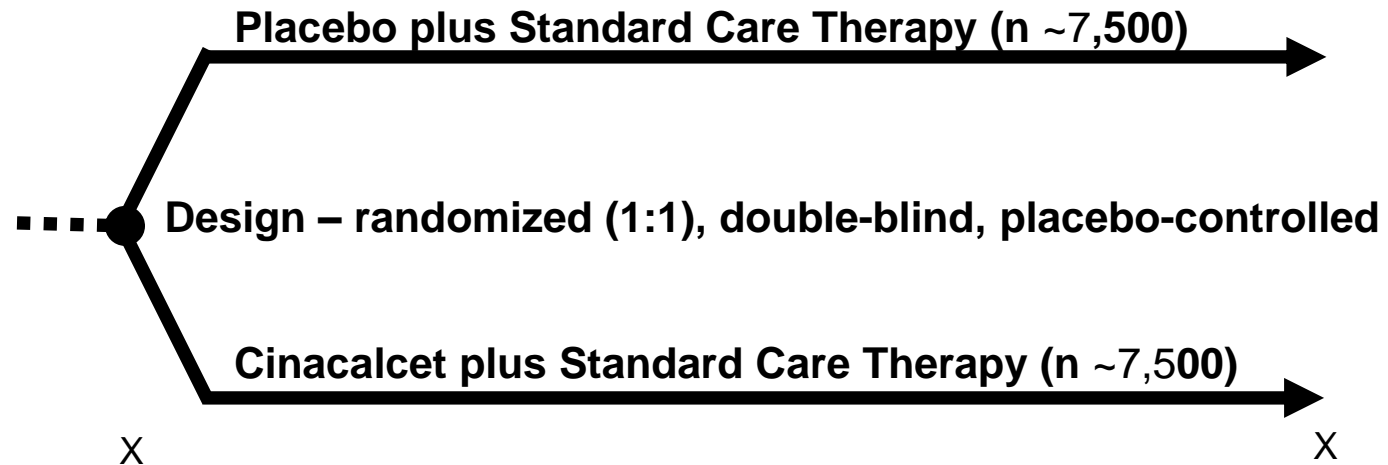 Placebo plus Standard Care Therapy (n ~7,500)
Design – randomized (1:1), double-blind, placebo-controlled
Cinacalcet plus Standard Care Therapy (n ~7,500)
X X